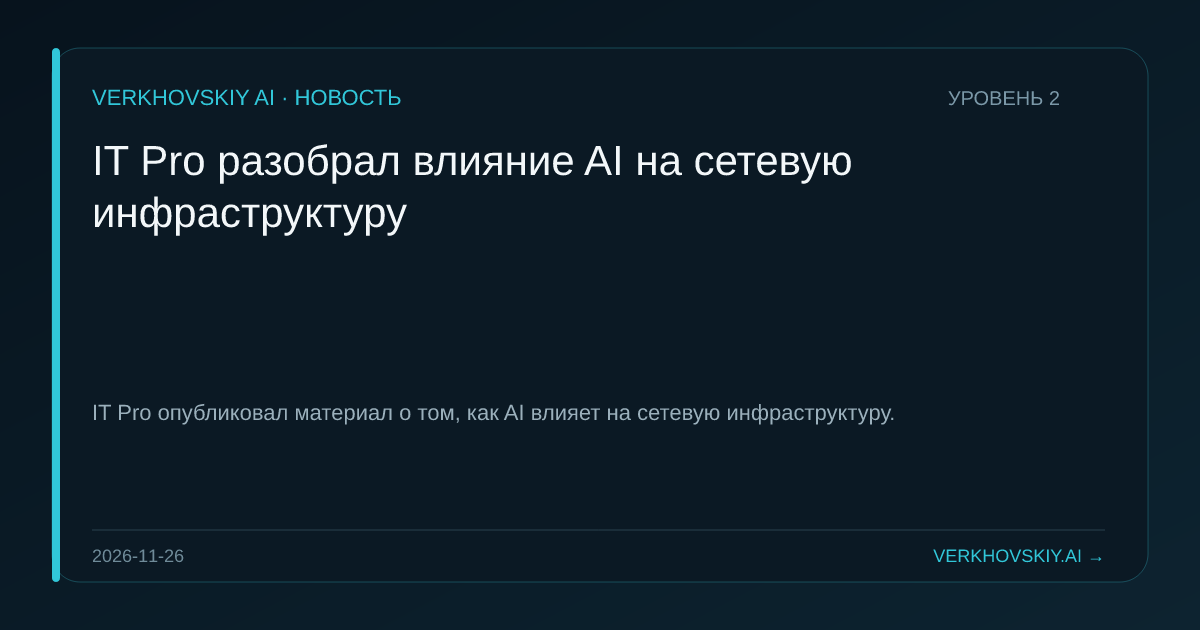 VERKHOVSKIY AI · НОВОСТЬ
УРОВЕНЬ 2
IT Pro разобрал влияние AI на сетевую
инфраструктуру
IT Pro опубликовал материал о том, как AI влияет на сетевую инфраструктуру.
2026-11-26
VERKHOVSKIY.AI →